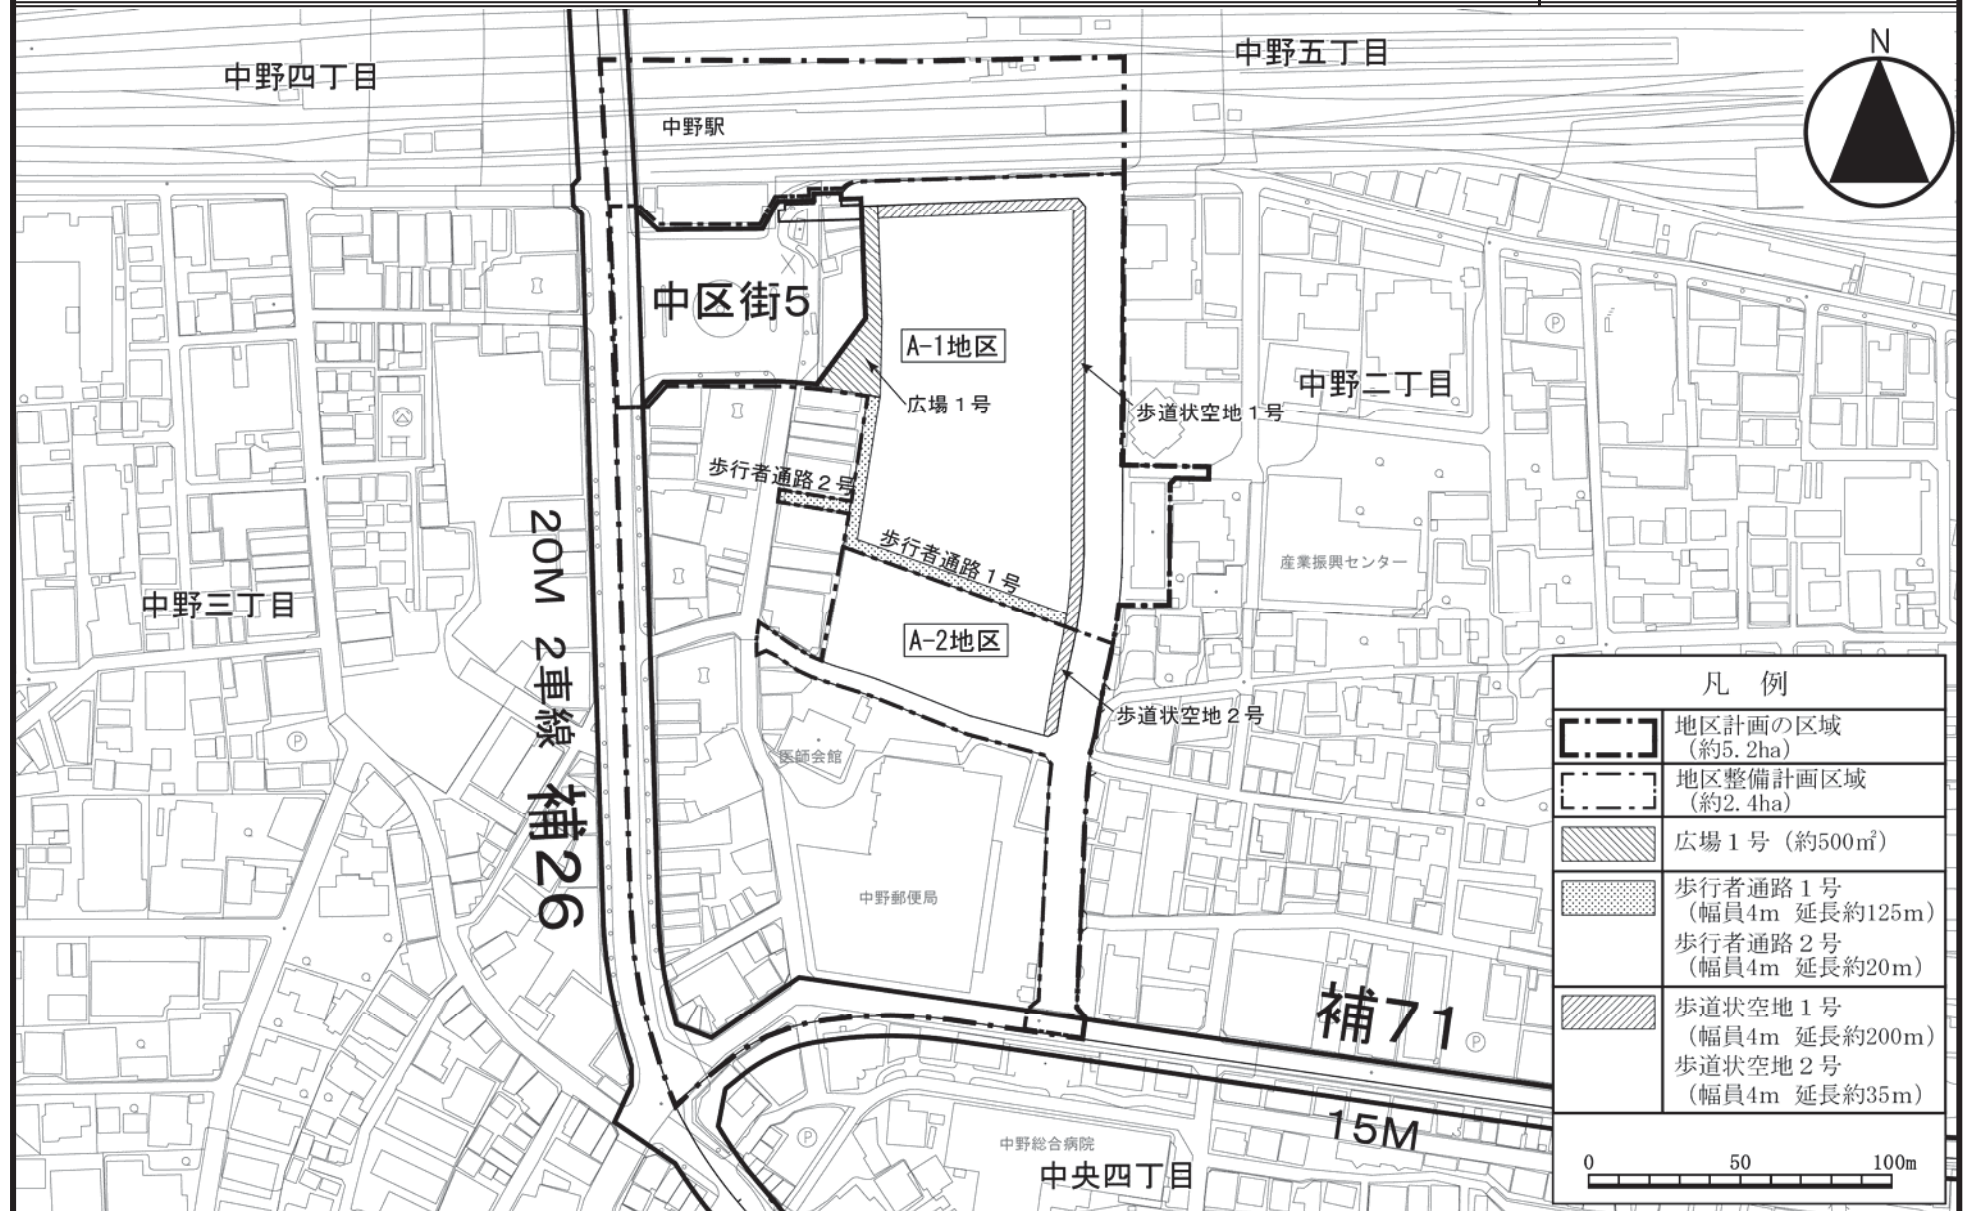 中野四丁目
中野五丁目
N
中野駅
中区街5
A-1地区
中野二丁目
広場1号
歩道状空地1号
歩行者通路2号
20M 2車線 補26
歩行者通路1号
産業振興センター
中野三丁目
A-2地区
歩道状空地2号
医師会館
中野郵便局
補71
15M
中野総合病院
中央四丁目
P
P
P
P
凡 例
地区計画の区域
(約5.2ha)
地区整備計画区域
(約2.4ha)
広場1号(約500㎡)
歩行者通路1号
(幅員4m 延長約125m)
歩行者通路2号
(幅員4m 延長約20m)
歩道状空地1号
(幅員4m 延長約200m)
歩道状空地2号
(幅員4m 延長約35m)
0 50 100m